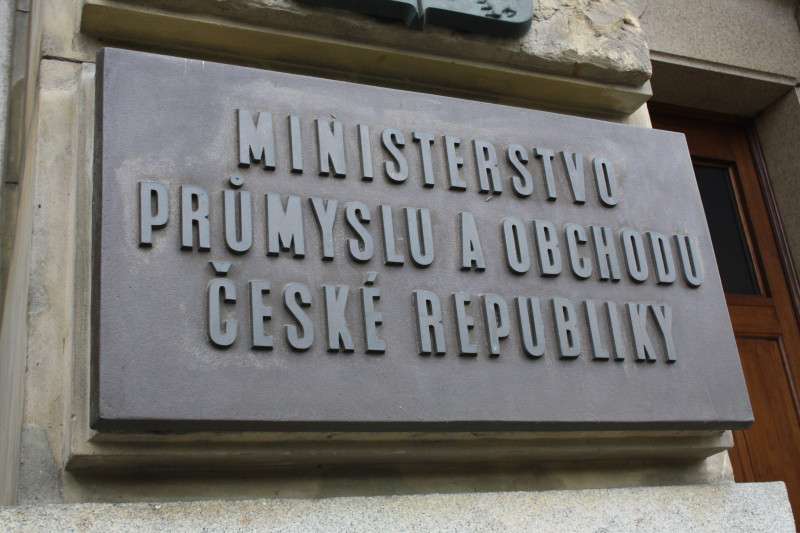 MINISTERSTVO
PRŮMYSLU A OBCHODU
ČESKÉ REPUBLIKY